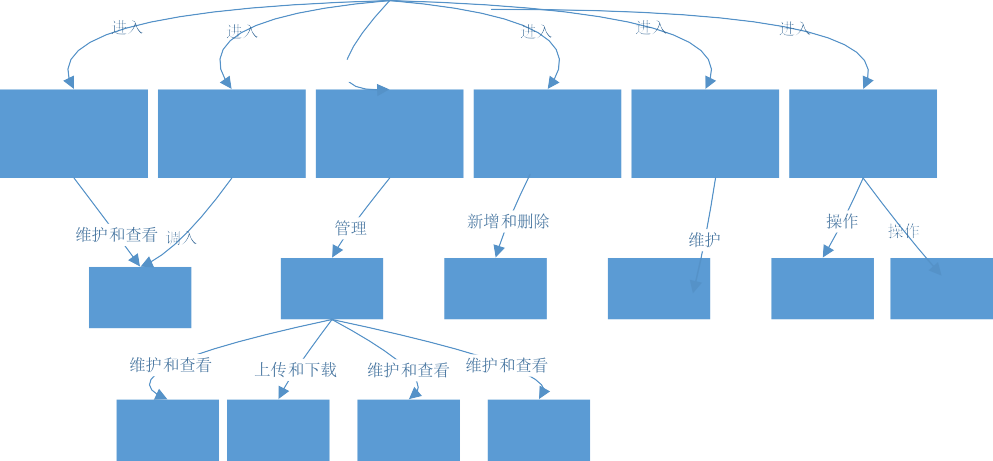 进入
进入
进入
进入
进入
维护和查看
调入
管理
新增和删除
维护
操作
操作
维护和查看
上传和下载
维护和查看
维护和查看